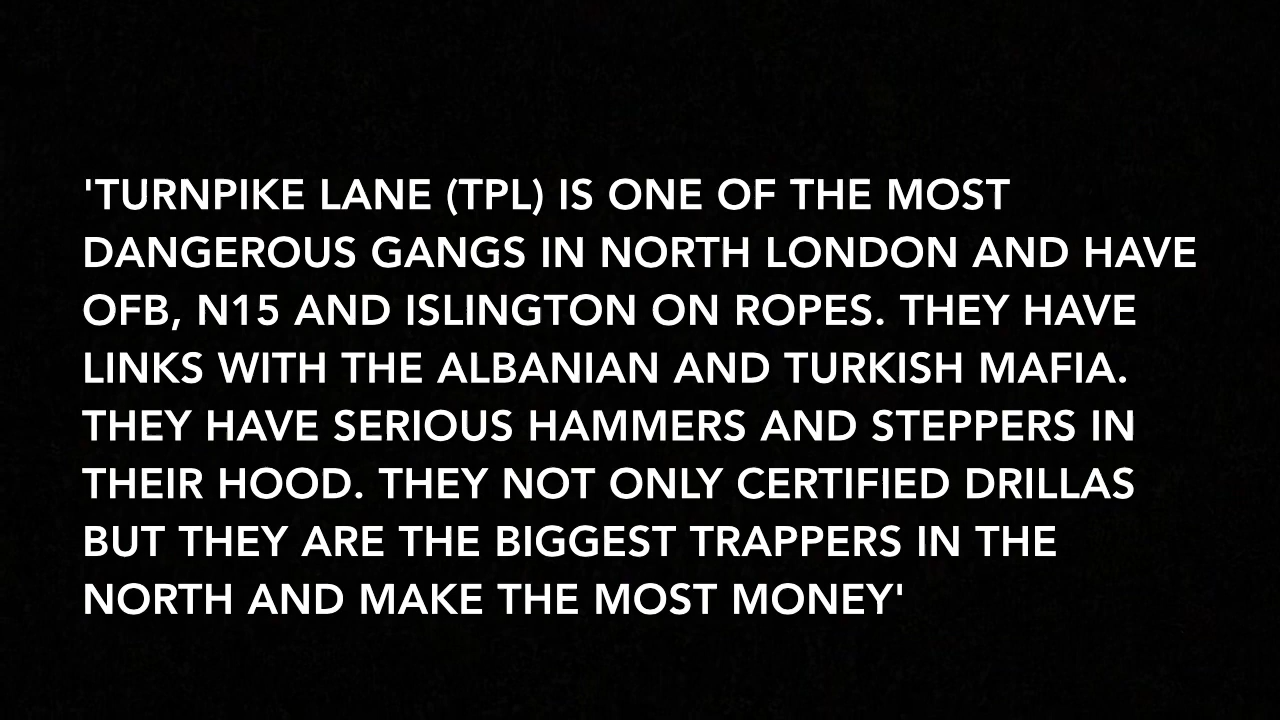 'TURNPIKE LANE (TPL) IS ONE OF THE MOST
DANGEROUS GANGS IN NORTH LONDON AND HAVE
OFB, N15 AND ISLINGTON ON ROPES. THEY HAVE
LINKS WITH THE ALBANIAN AND TURKISH MAFIA.
THEY HAVE SERIOUS HAMMERS AND STEPPERS IN
THEIR HOOD. THEY NOT ONLY CERTIFIED DRILLAS
BUT THEY ARE THE BIGGEST TRAPPERS IN THE
NORTH AND MAKE THE MOST MONEY'